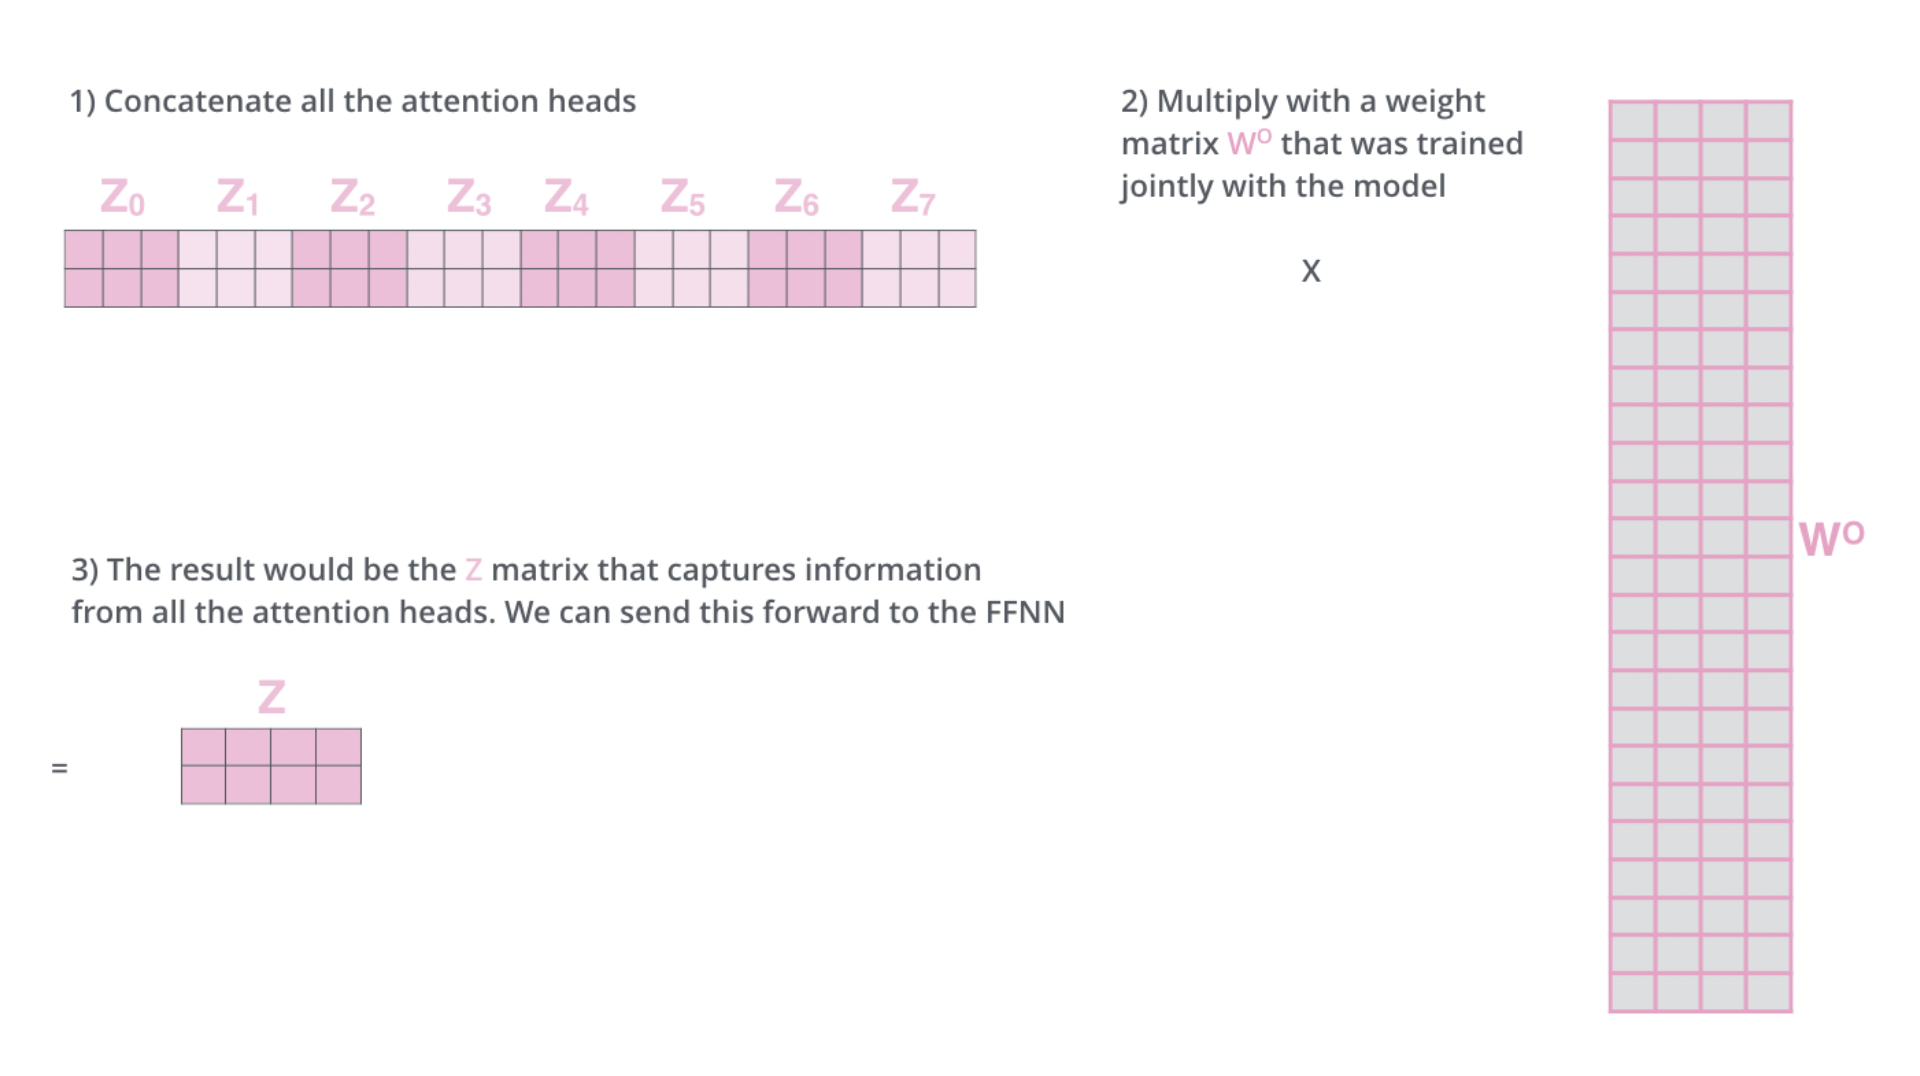 1) Concatenate all the attention heads
Z0 Z1 Z2 Z3 Z4 Z5 Z6 Z7
2) Multiply with a weight
matrix WO that was trained
jointly with the model
X
WO
3) The result would be the Z matrix that captures information
from all the attention heads. We can send this forward to the FFNN
Z
=